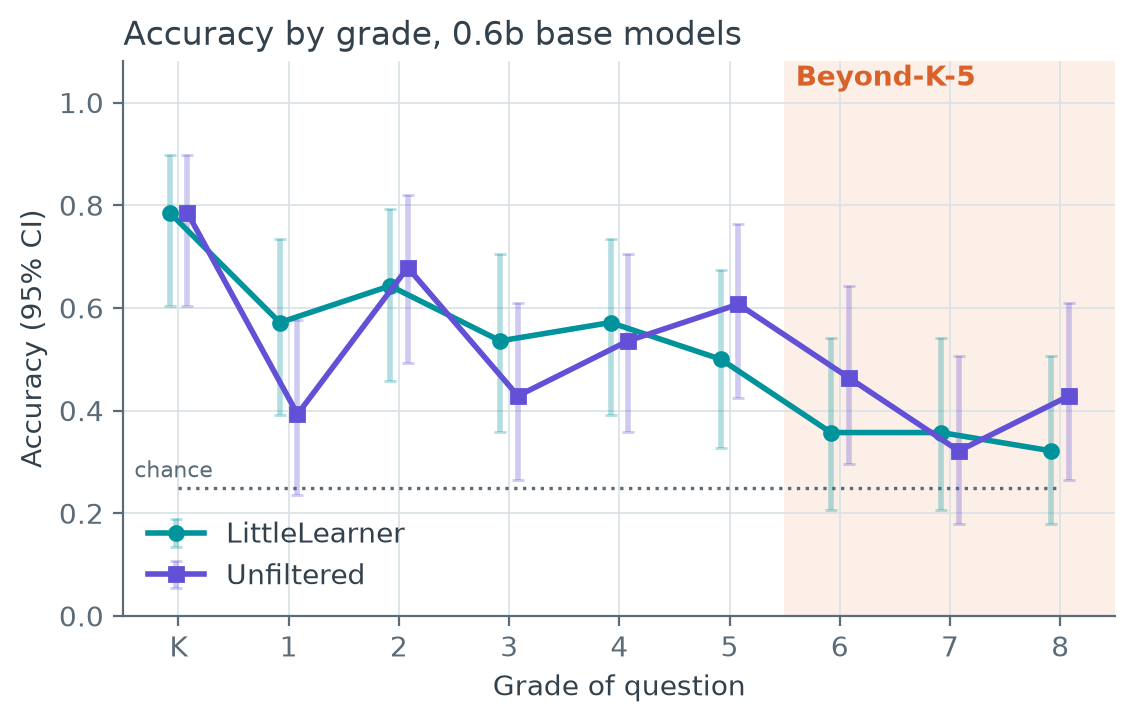 Accuracy by grade, 0.6b base models
Beyond-K-5
Accuracy (95% CI)
1.0
0.8
0.6
0.4
0.2
0.0
chance
LittleLearner
Unfiltered
K 1 2 3 4 5 6 7 8
Grade of question